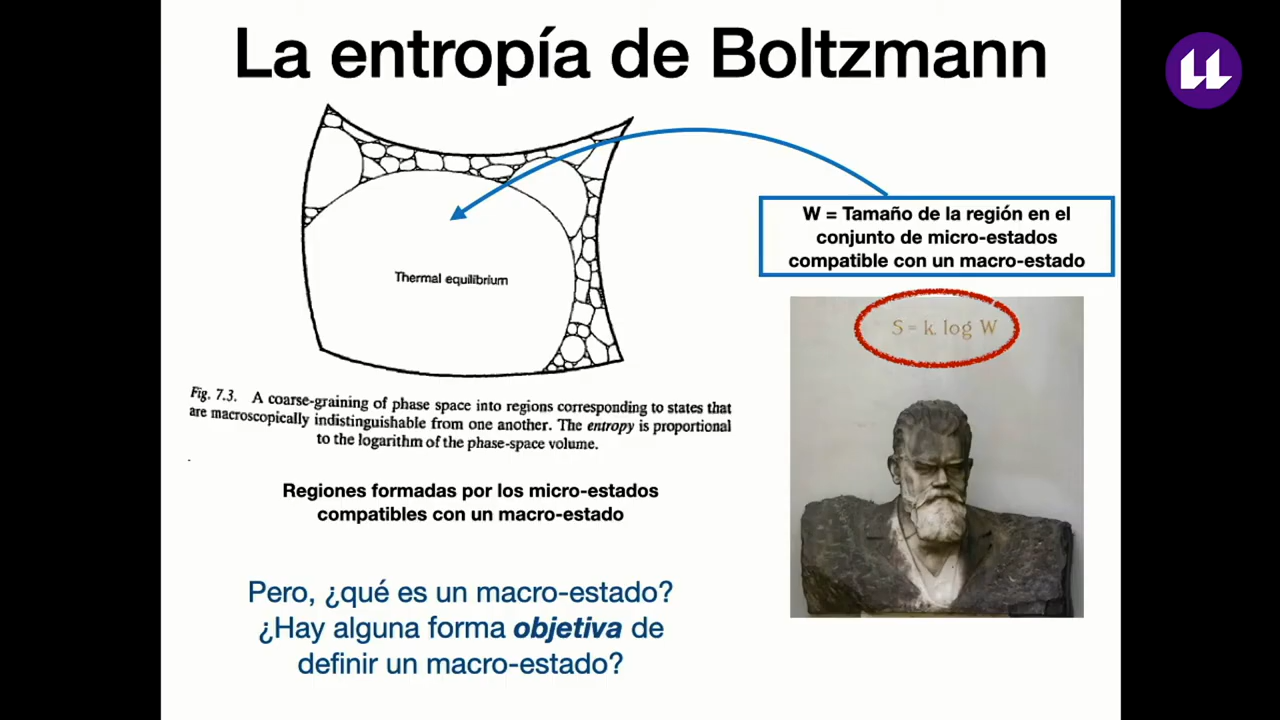 La entropía de Boltzmann
Thermal equilibrium
W = Tamaño de la región en el
conjunto de micro-estados
compatible con un macro-estado
S = k. log W
Fig. 7.3. A coarse-graining of phase space into regions corresponding to states that
are macroscopically indistinguishable from one another. The entropy is proportional
to the logarithm of the phase-space volume.
Regiones formadas por los micro-estados
compatibles con un macro-estado
Pero, ¿qué es un macro-estado?
¿Hay alguna forma objetiva de
definir un macro-estado?